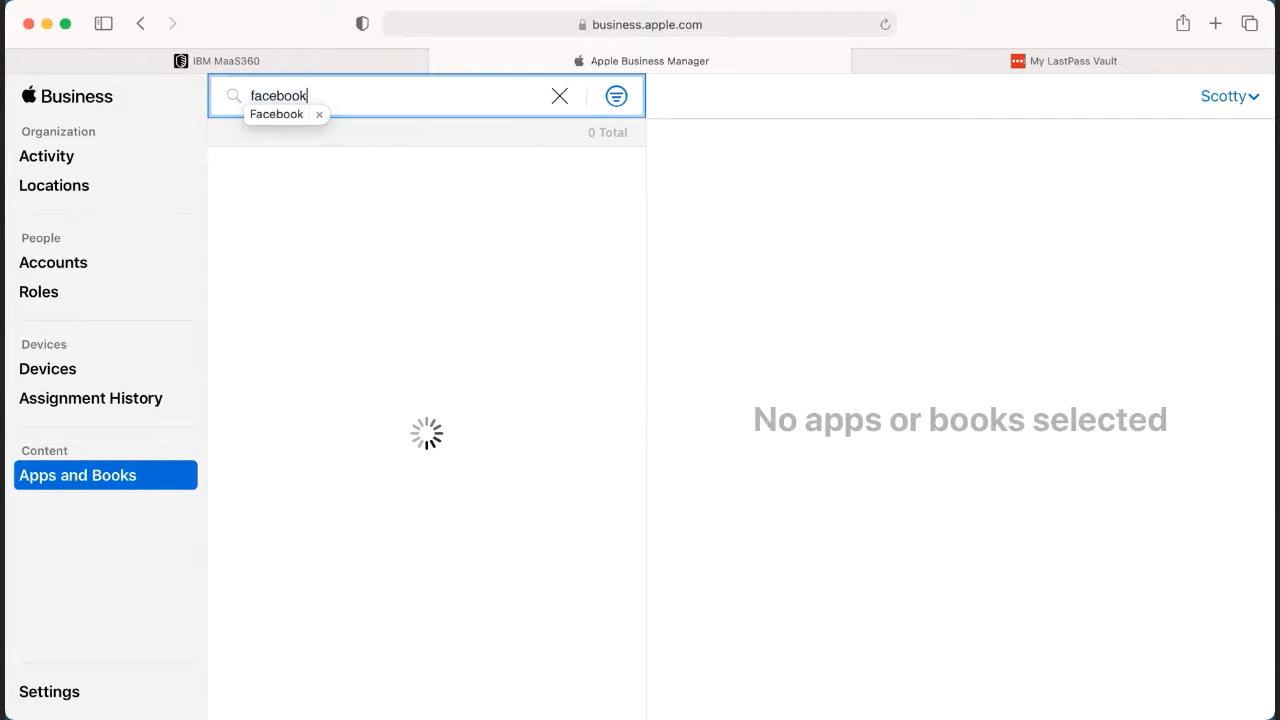 business.apple.com
IBM MaaS360
Apple Business Manager
My LastPass Vault
Business
facebook
Facebook
Scotty
0 Total
Organization
Activity
Locations
People
Accounts
Roles
Devices
Devices
Assignment History
Content
Apps and Books
Settings
No apps or books selected